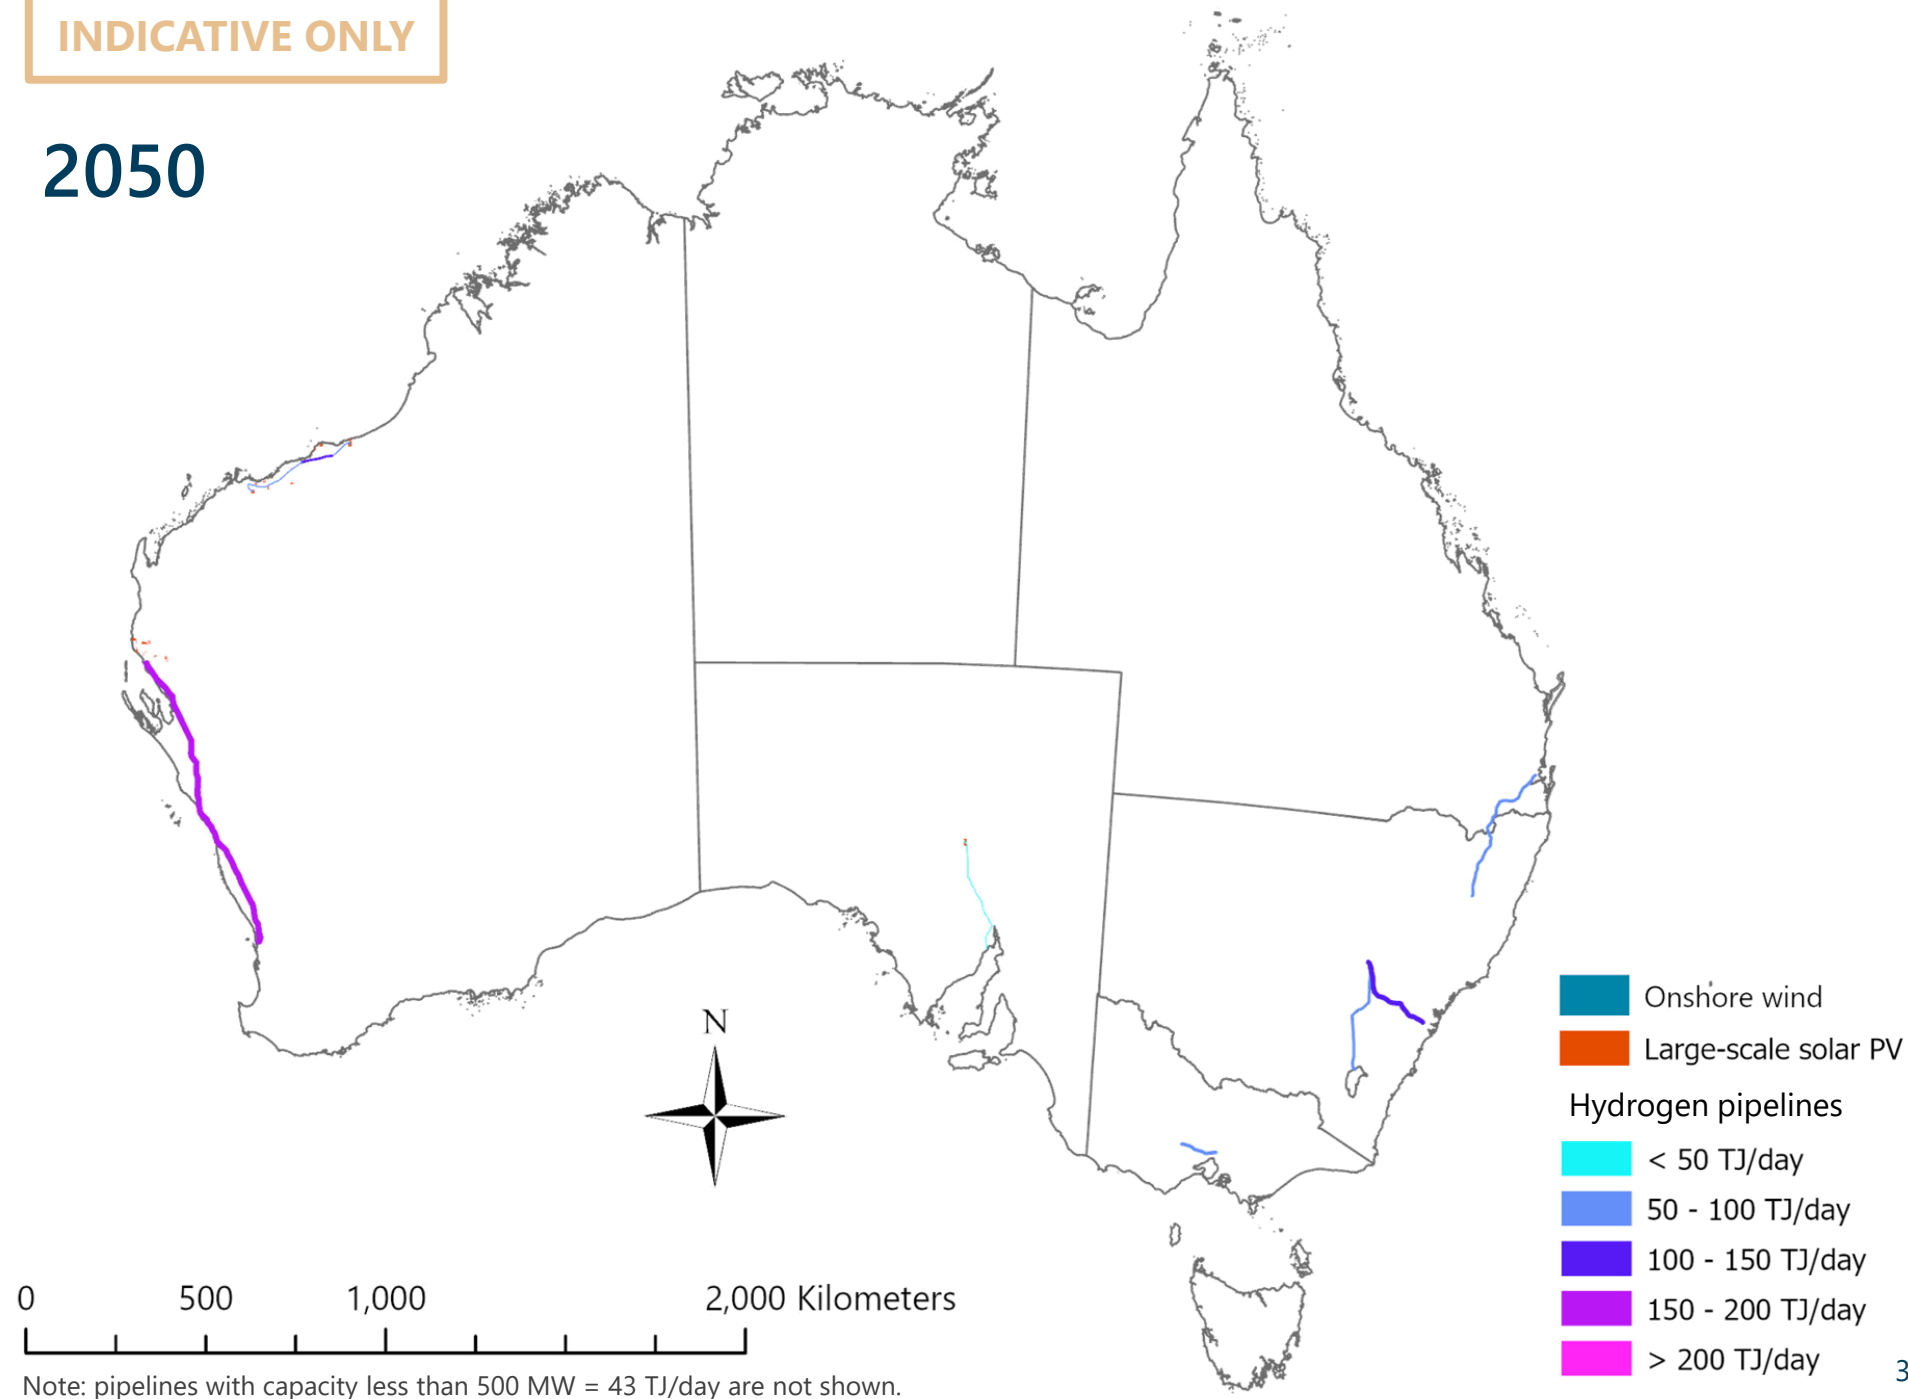 INDICATIVE ONLY
2050
N
Onshore wind
Large-scale solar PV
Hydrogen pipelines
< 50 TJ/day
50 - 100 TJ/day
100 - 150 TJ/day
150 - 200 TJ/day
> 200 TJ/day
0 500 1,000 2,000 Kilometers
Note: pipelines with capacity less than 500 MW = 43 TJ/day are not shown.
3